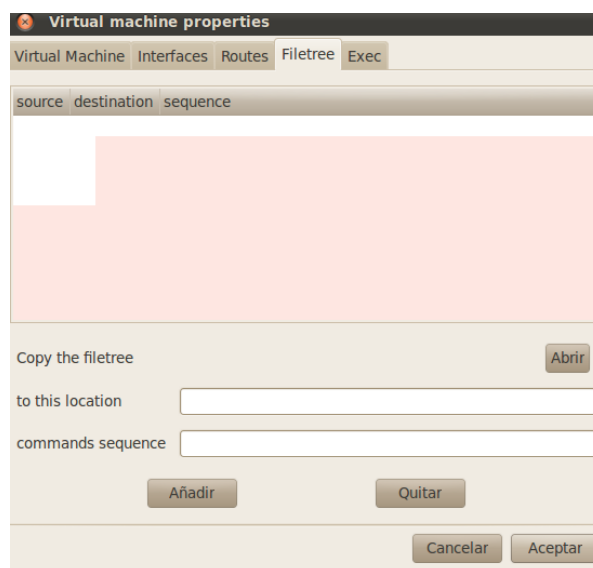 Virtual machine properties
Virtual Machine Interfaces Routes Filetree Exec
source destination sequence
Copy the filetree Abrir
to this location
commands sequence
Añadir Quitar
Cancelar Aceptar